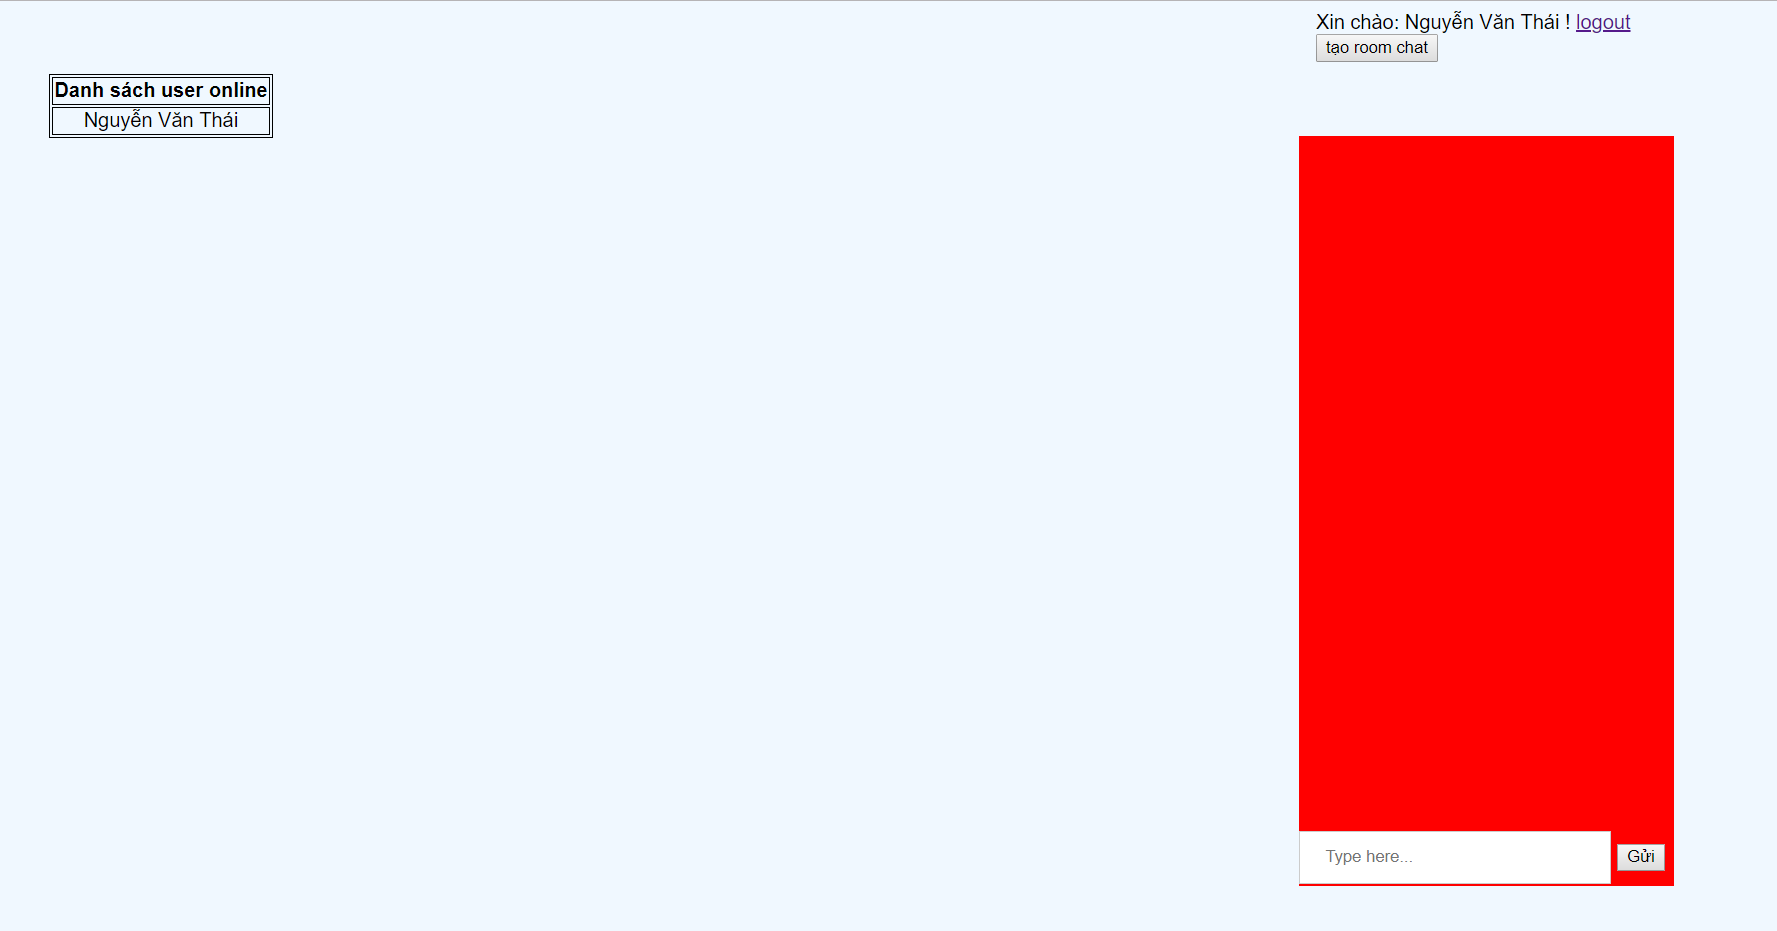 Xin chào: Nguyễn Văn Thái ! logout
tạo room chat
Danh sách user online
Nguyễn Văn Thái
Type here...
Gửi